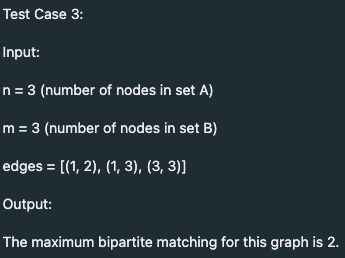 Test Case 3:
Input:
n = 3 (number of nodes in set A)
m = 3 (number of nodes in set B)
edges = [(1, 2), (1, 3), (3, 3)]
Output:
The maximum bipartite matching for this graph is 2.